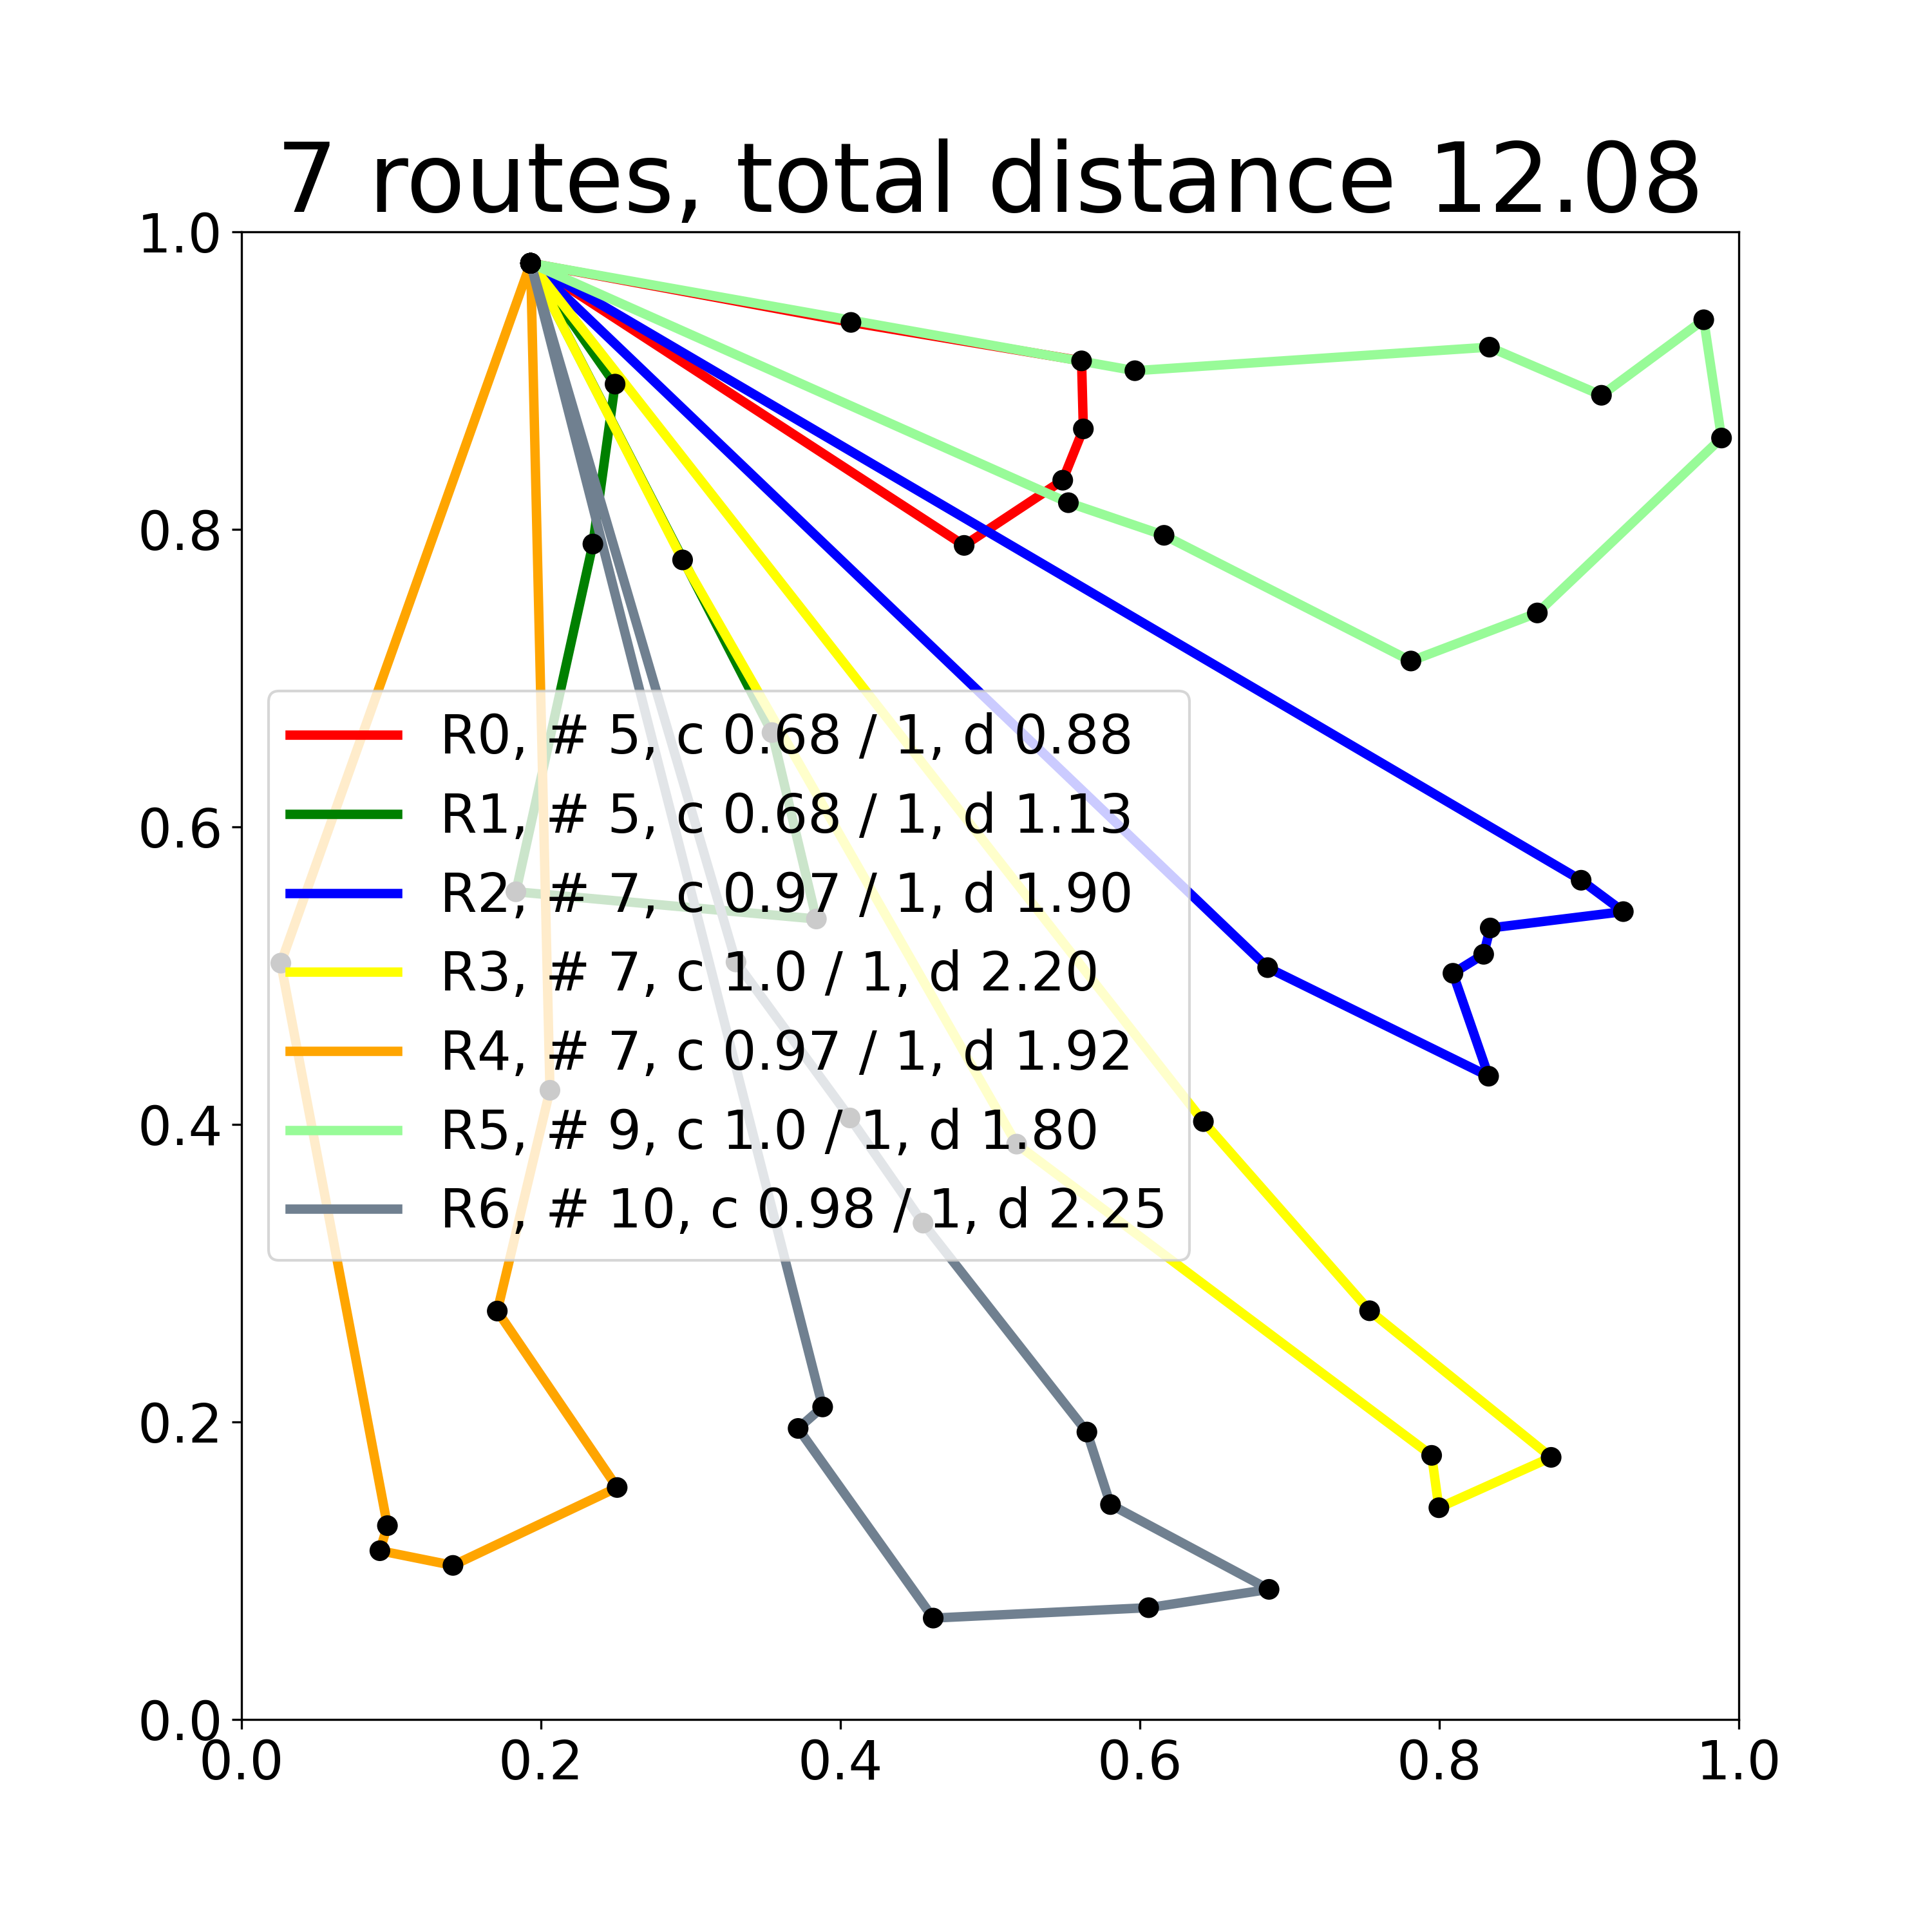 7 routes, total distance 12.08
1.0
0.8
0.6
0.4
0.2
0.0
R0, # 5, c 0.68 / 1, d 0.88
R1, # 5, c 0.68 / 1, d 1.13
R2, # 7, c 0.97 / 1, d 1.90
R3, # 7, c 1.0 / 1, d 2.20
R4, # 7, c 0.97 / 1, d 1.92
R5, # 9, c 1.0 / 1, d 1.80
R6, # 10, c 0.98 / 1, d 2.25
0.0 0.2 0.4 0.6 0.8 1.0